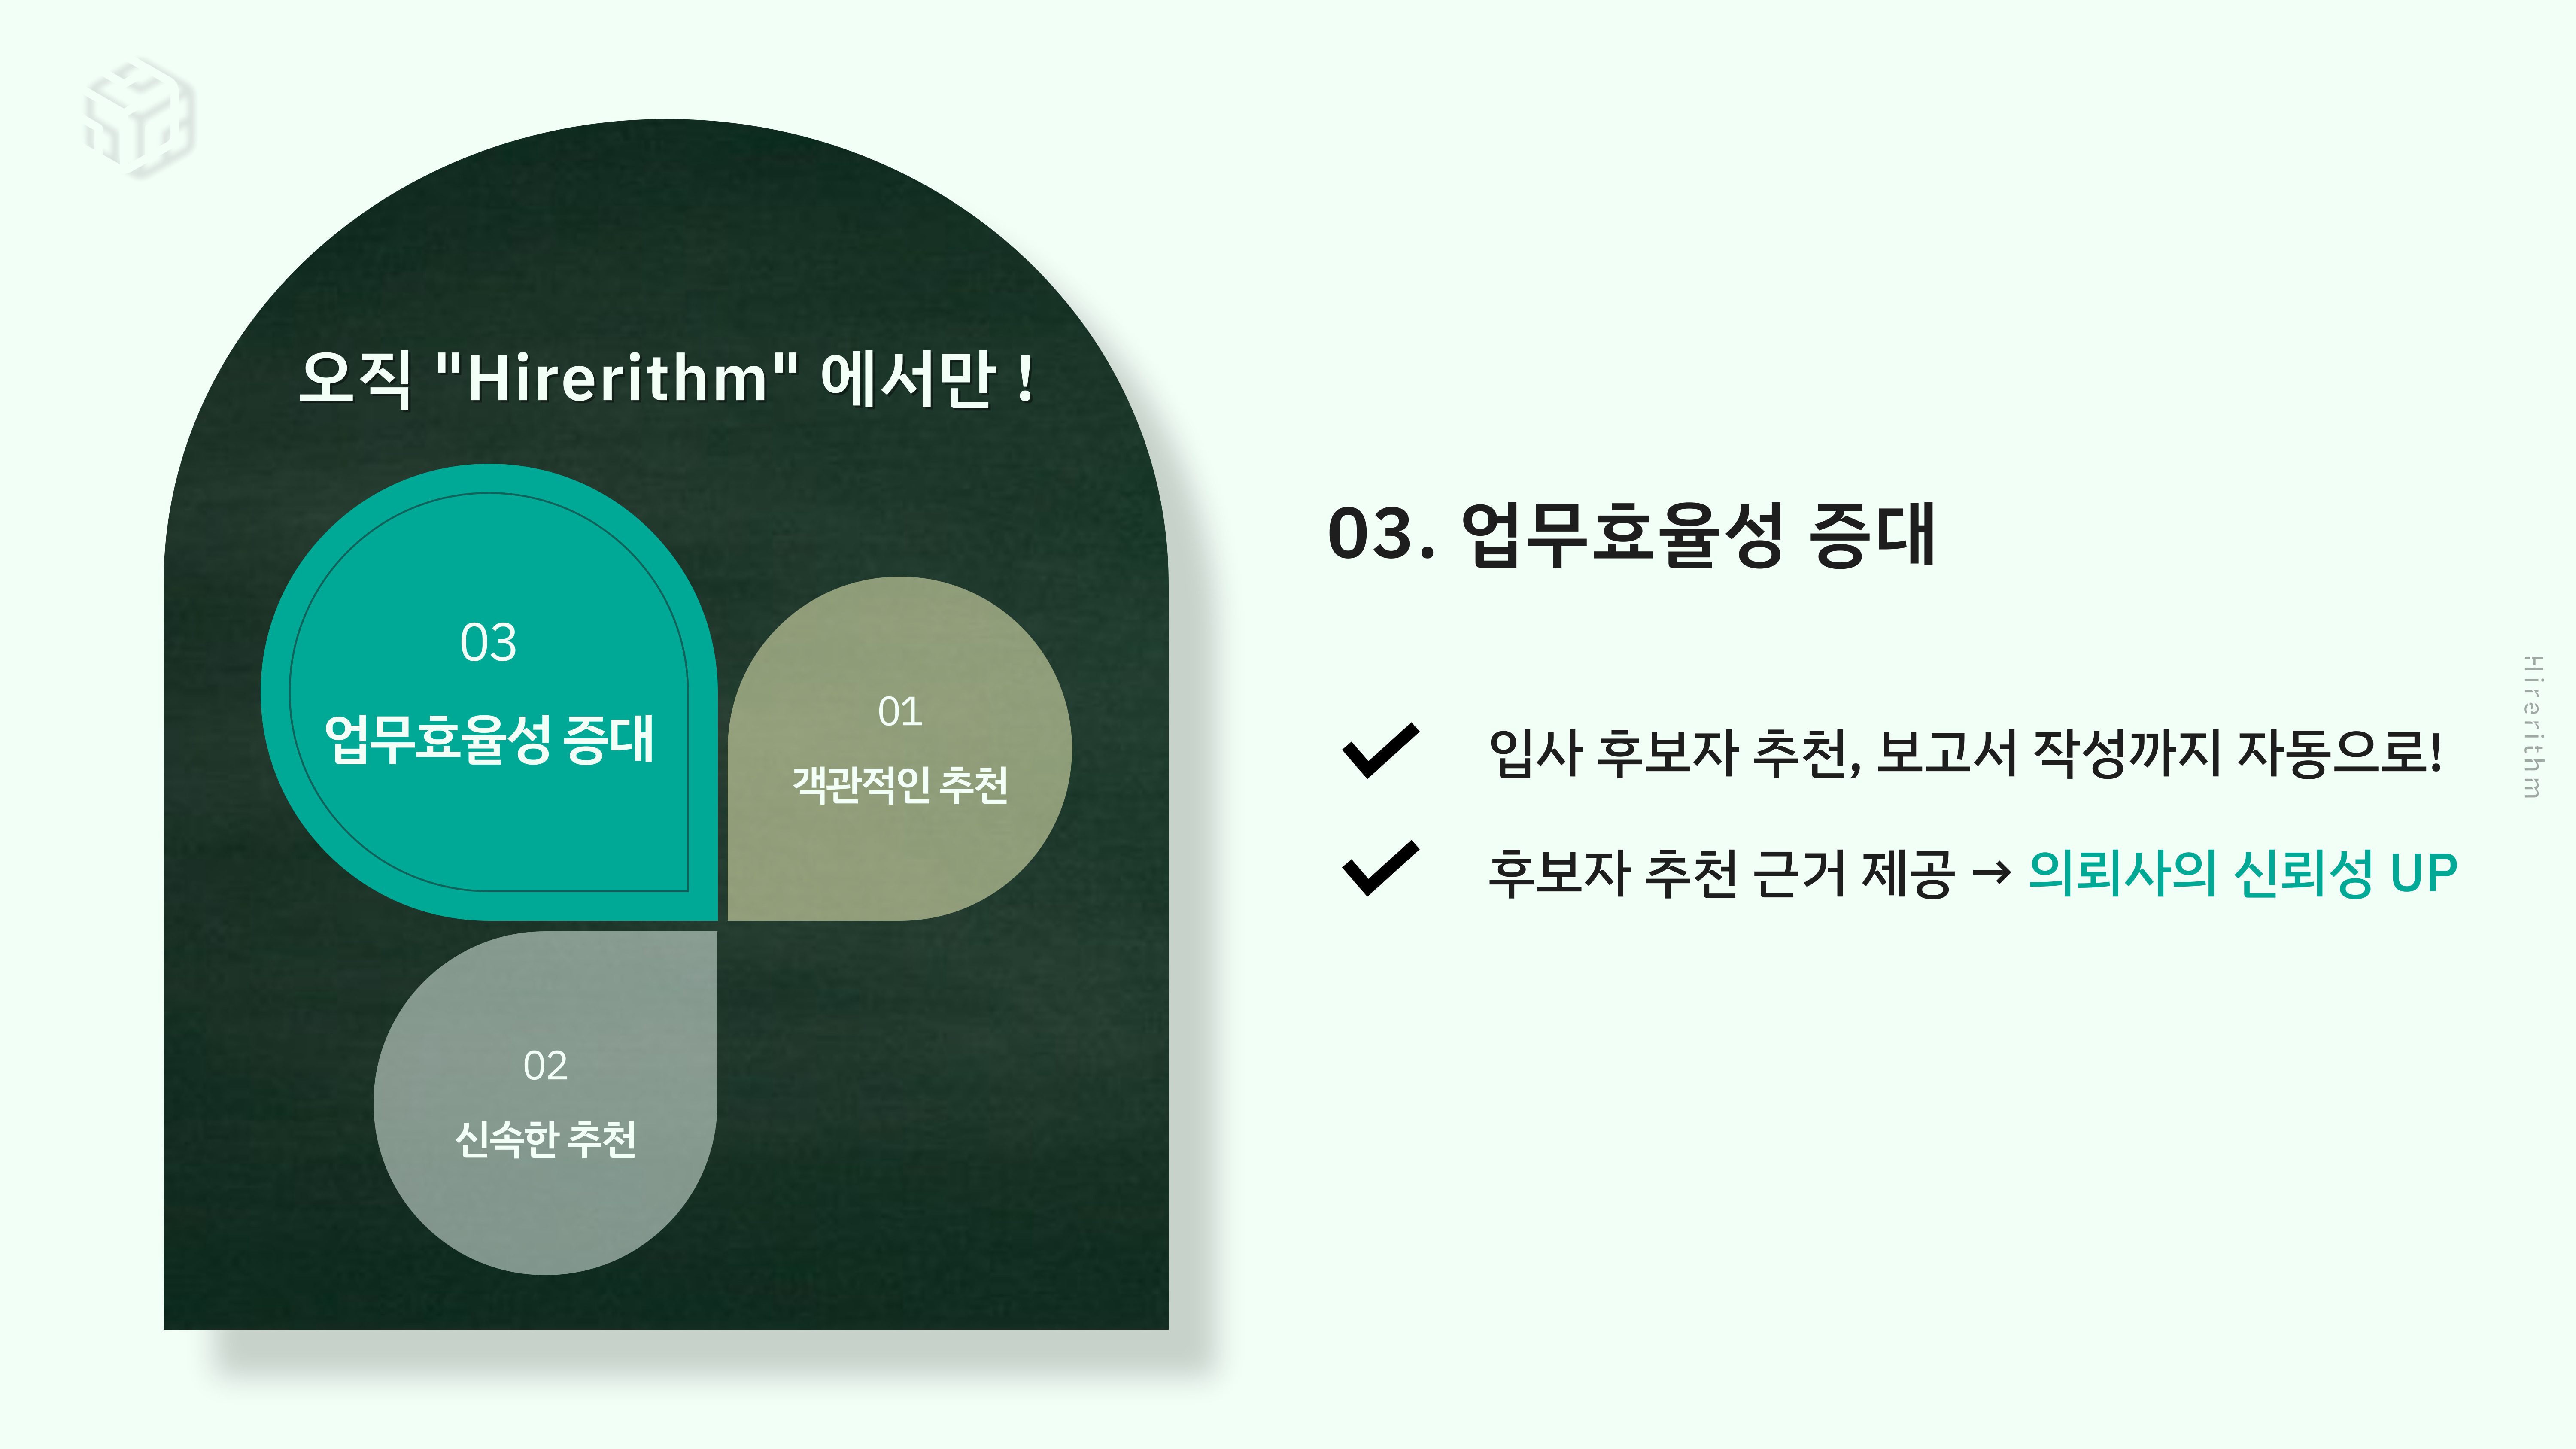 오직 "Hirerithm" 에서만 !
03
업무효율성 증대
01
객관적인 추천
02
신속한 추천
03. 업무효율성 증대
입사 후보자 추천, 보고서 작성까지 자동으로!
후보자 추천 근거 제공 → 의뢰사의 신뢰성 UP
Hirerithm